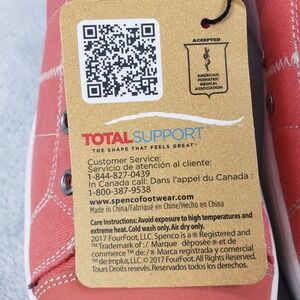 ACCEPTED
AMERICAN
PODIATRIC
MEDICAL
ASSOCIATION
TOTALSUPPORT™
THE SHAPE THAT FEELS GREAT™
Customer Service:
Servicio de atención al cliente:
1-844-827-0439
In Canada call: Dans l'appel du Canada:
1-800-387-9538
www.spencofootwear.com
Made in China/Fabriqué en Chine/Hecho en China
Care Instructions: Avoid exposure to high temperatures and
extreme heat. Cold wash only. Air dry only.
© 2017 FourFoot, LLC. Spenco is a ® Registered and
™Trademark of :/ Marque déposée ® et de
commerce ™ de:/ ® Marca registrada y comercial
™ de: Implus, LLC.
© 2017 FourFoot, LLC. All Rights Reserved.
Tous Droits resevés. Reservados todos los derechos.